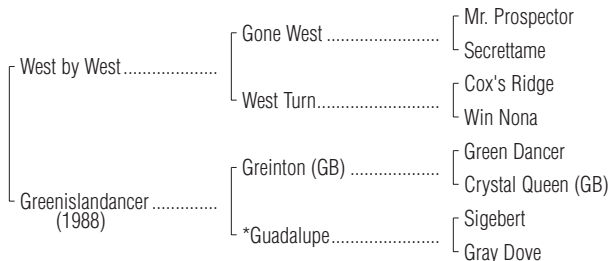 Mr. Prospector
Gone West ....................
Secrettame
West by West.................
Cox's Ridge
West Turn......................
Win Nona
Green Dancer
Greinton (GB) ................
Crystal Queen (GB)
Greenislandancer ............
(1988)
Sigebert
*Guadalupe....................
Gray Dove